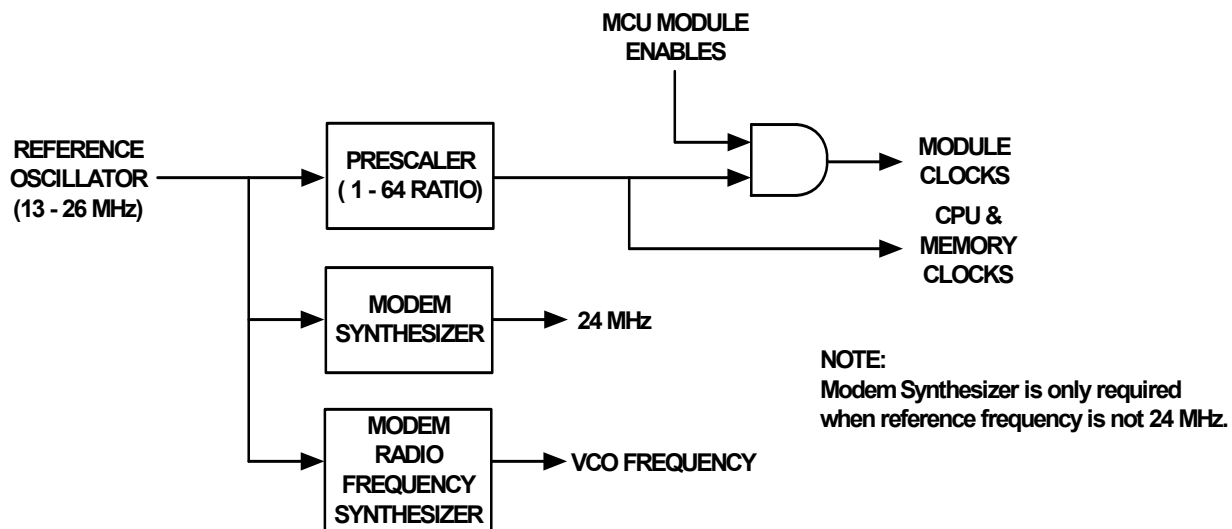 MCU MODULE
ENABLES
REFERENCE
OSCILLATOR
(13 - 26 MHz)
PRESCALER
( 1 - 64 RATIO)
MODULE
CLOCKS
CPU &
MEMORY
CLOCKS
MODEM
SYNTHESIZER
24 MHz
NOTE:
Modem Synthesizer is only required
when reference frequency is not 24 MHz.
MODEM
RADIO
FREQUENCY
SYNTHESIZER
VCO FREQUENCY